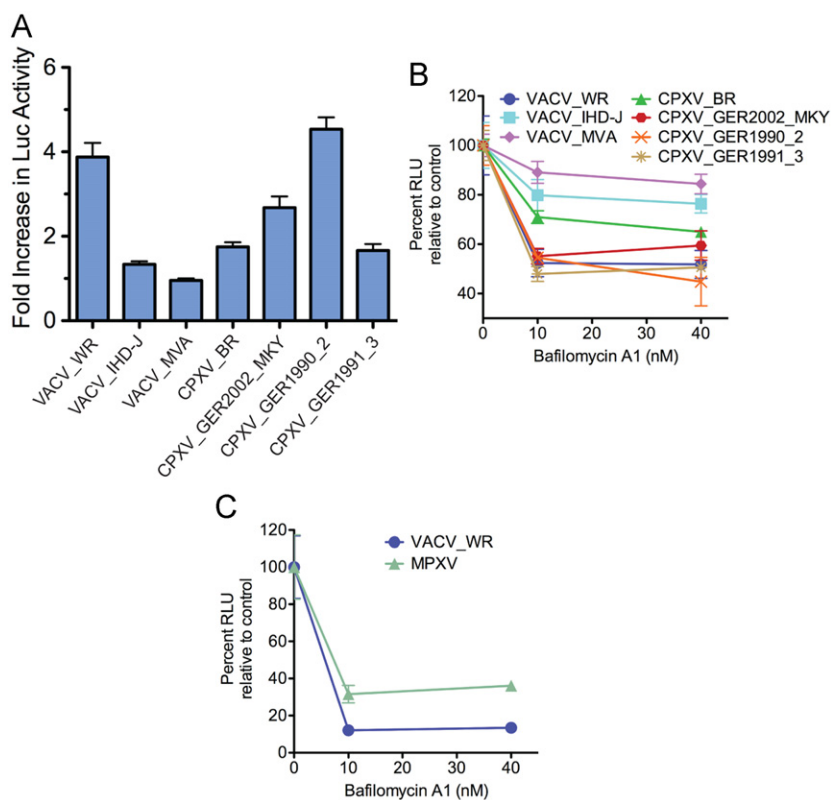 A
Fold Increase in Luc Activity
6
4
2
0
VACV_WR
VACV_IHD-J
VACV_MVA
CPXV_BR
CPXV_GER2002_MKY
CPXV_GER1990_2
CPXV_GER1991_3
B
Percent RLU
relative to control
120
100
80
60
40
0 10 20 30 40
Bafilomycin A1 (nM)
VACV_WR
VACV_IHD-J
VACV_MVA
CPXV_BR
CPXV_GER2002_MKY
CPXV_GER1990_2
CPXV_GER1991_3
C
Percent RLU
relative to control
120
100
80
60
40
20
0
0 10 20 30 40
Bafilomycin A1 (nM)
VACV_WR
MPXV